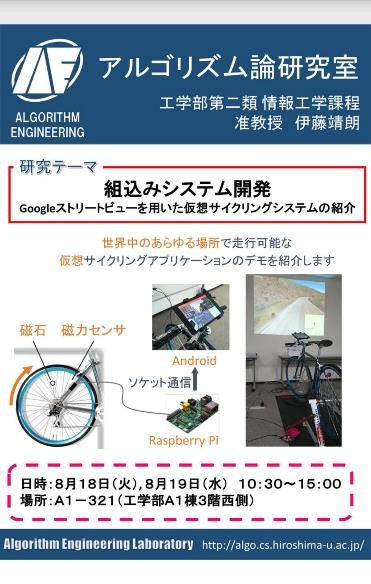 ALGORITHM
ENGINEERING
アルゴリズム論研究室
工学部第二類 情報工学課程
准教授 伊藤靖朗
研究テーマ
組込みシステム開発
Googleストリートビューを用いた仮想サイクリングシステムの紹介
世界中のあらゆる場所で走行可能な
仮想サイクリングアプリケーションのデモを紹介します
磁石 磁力センサ
Android
ソケット通信
Raspberry Pi
日時:8月18日(火),8月19日(水) 10:30～15:00
場所:A1－321(工学部A1棟3階西側)
Algorithm Engineering Laboratory http://algo.cs.hiroshima-u.ac.jp/